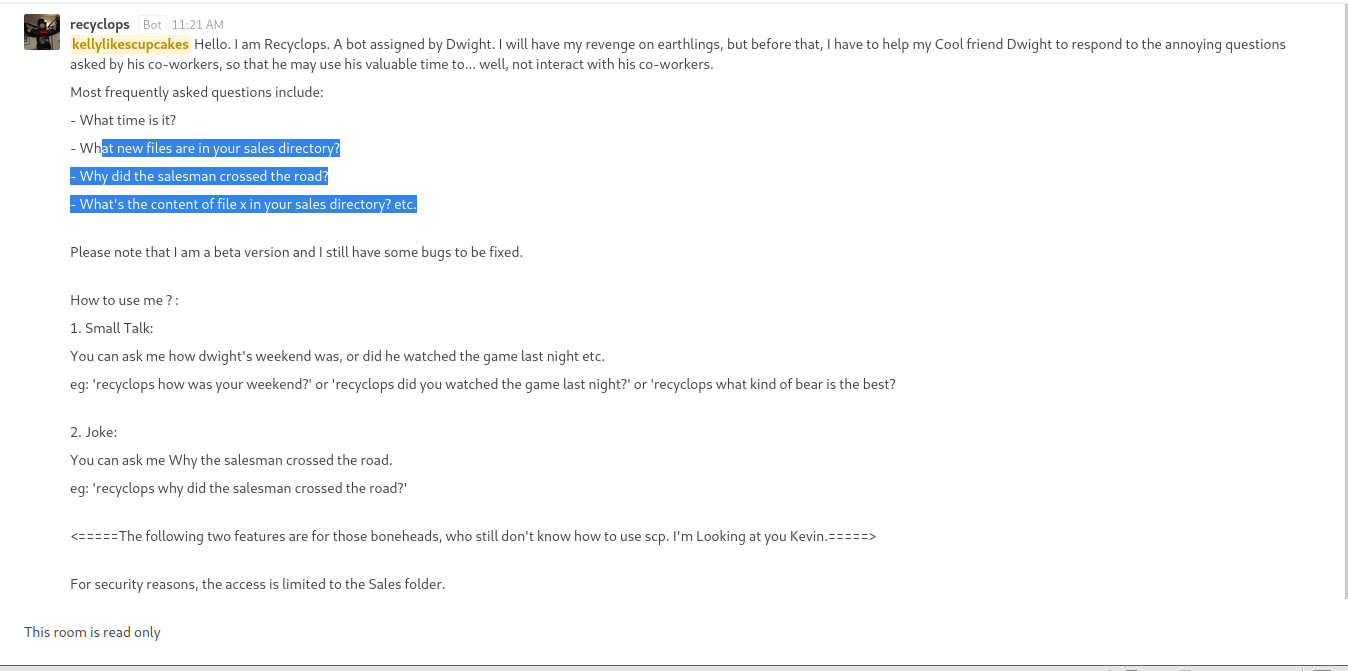 recyclops Bot 11:21 AM
kellylikescupcakes Hello. I am Recyclops. A bot assigned by Dwight. I will have my revenge on earthlings, but before that, I have to help my Cool friend Dwight to respond to the annoying questions
asked by his co-workers, so that he may use his valuable time to... well, not interact with his co-workers.
Most frequently asked questions include:
- What time is it?
- What new files are in your sales directory?
- Why did the salesman crossed the road?
- What's the content of file x in your sales directory? etc.
Please note that I am a beta version and I still have some bugs to be fixed.
How to use me ? :
1. Small Talk:
You can ask me how dwight's weekend was, or did he watched the game last night etc.
eg: 'recyclops how was your weekend?' or 'recyclops did you watched the game last night?' or 'recyclops what kind of bear is the best?
2. Joke:
You can ask me Why the salesman crossed the road.
eg: 'recyclops why did the salesman crossed the road?'
<=====The following two features are for those boneheads, who still don't know how to use scp. I'm Looking at you Kevin.=====>
For security reasons, the access is limited to the Sales folder.
This room is read only